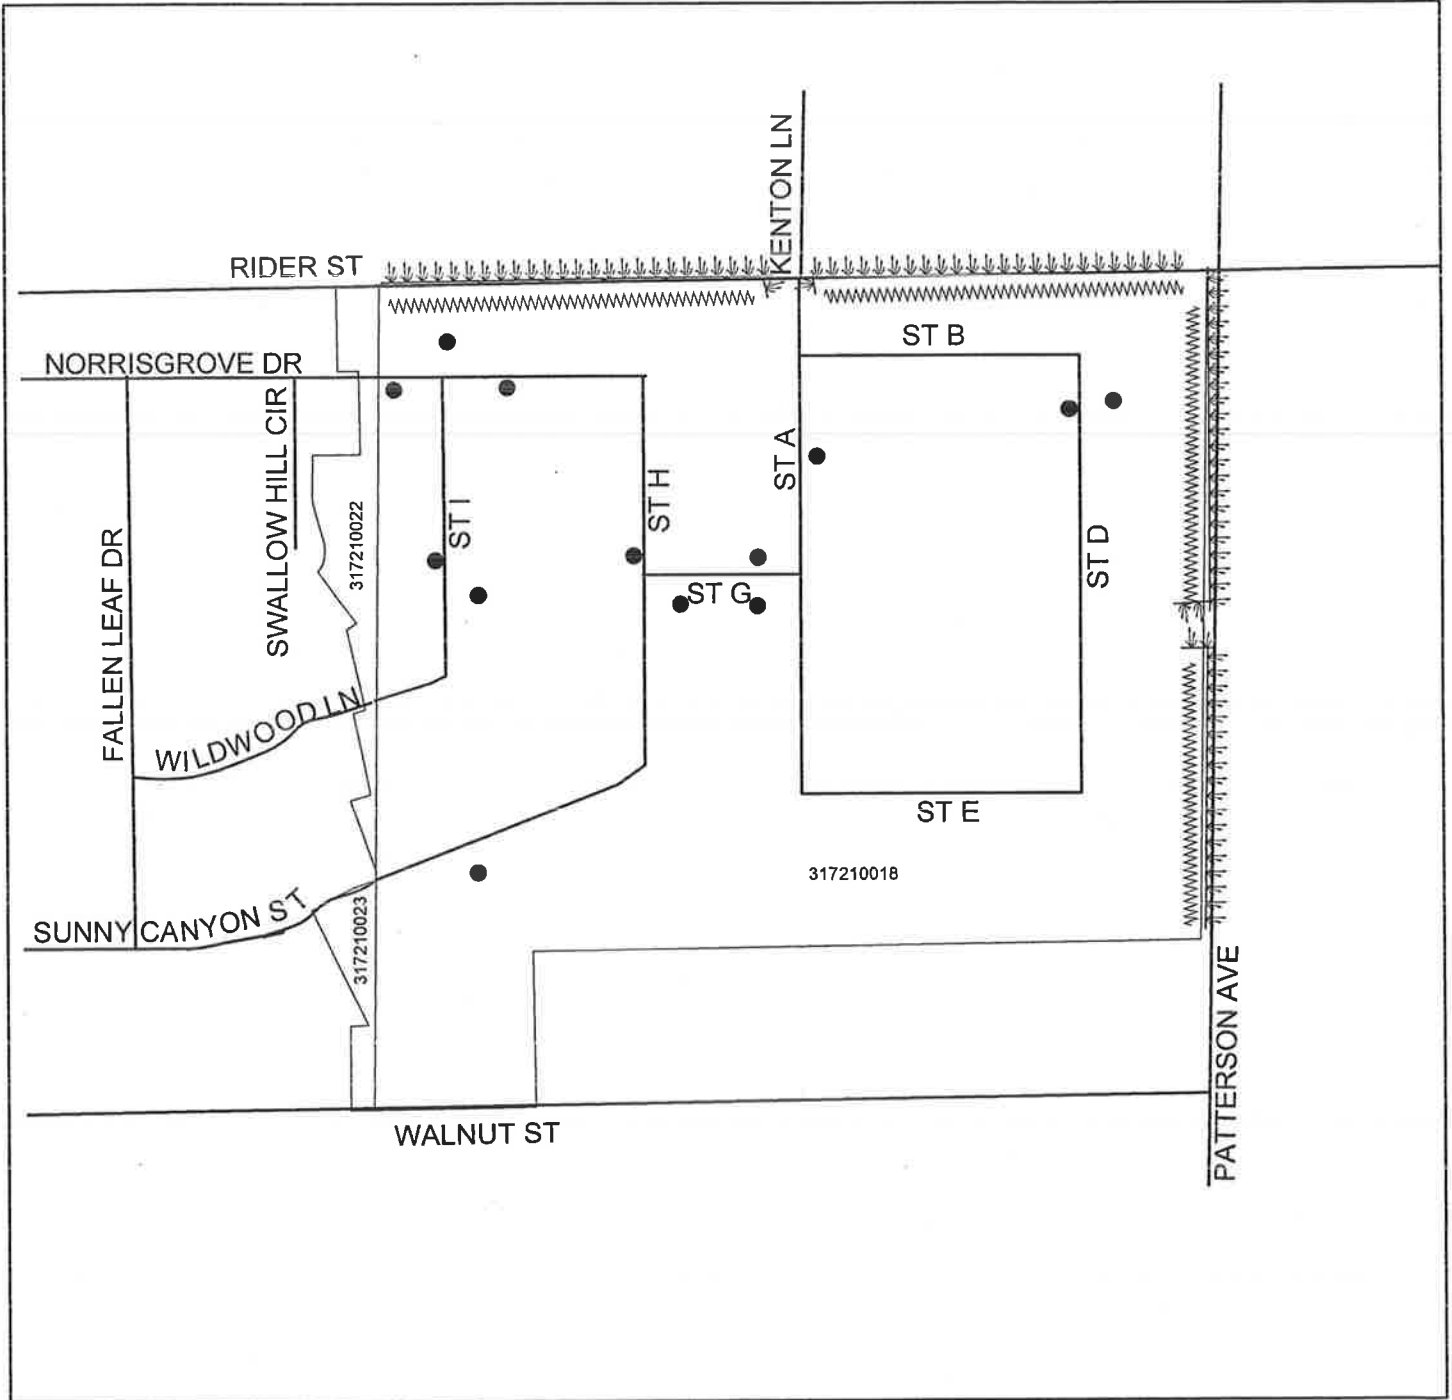 KENTON LN
RIDER ST
ST B
NORRISGROVE DR
SWALLOW HILL CIR
ST A
ST H
ST I
317210022
FALLEN LEAF DR
ST D
ST G
WILDWOOD LN
ST E
317210018
SUNNY CANYON ST
317210023
PATTERSON AVE
WALNUT ST